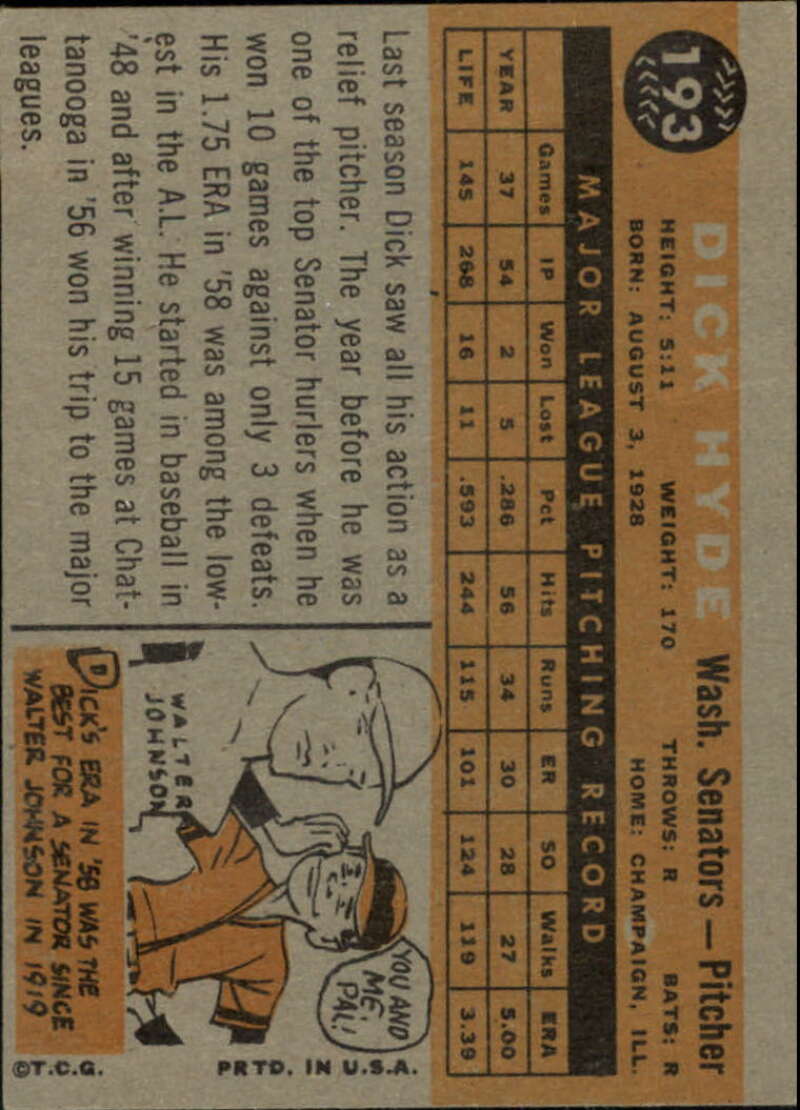 193
DICK HYDE Wash. Senators — Pitcher
HEIGHT: 5:11 WEIGHT: 170 THROWS: R BATS: R
BORN: AUGUST 3, 1928 HOME: CHAMPAIGN, ILL.
MAJOR LEAGUE PITCHING RECORD
Games IP Won Lost Pct Hits Runs ER SO Walks ERA
YEAR 37 54 2 5 .286 56 34 30 28 27 5.00
LIFE 145 268 16 11 .593 244 115 101 124 119 3.39
Last season Dick saw all his action as a
relief pitcher. The year before he was
one of the top Senator hurlers when he
won 10 games against only 3 defeats.
His 1.75 ERA in '58 was among the low-
est in the A.L. He started in baseball in
'48 and after winning 15 games at Chat-
tanooga in '56 won his trip to the major
leagues.
YOU AND
ME,
PAL!
WALTER
JOHNSON
DICK'S ERA IN '58 WAS THE
BEST FOR A SENATOR SINCE
WALTER JOHNSON IN 1919
©T.C.G. PRTD. IN U.S.A.